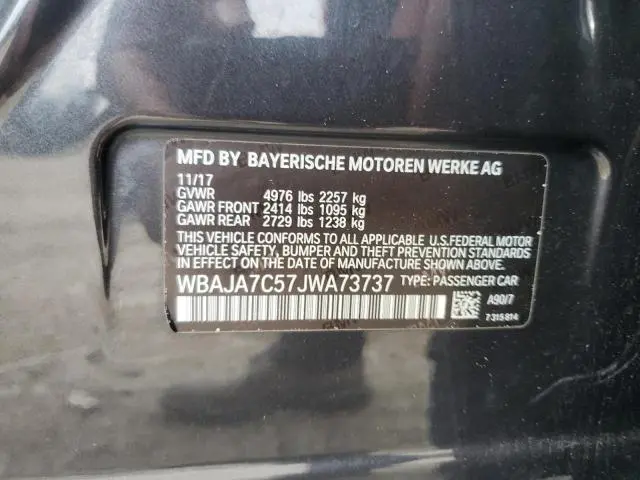 MFD BY BAYERISCHE MOTOREN WERKE AG
11/17
GVWR 4976 lbs 2257 kg
GAWR FRONT 2414 lbs 1095 kg
GAWR REAR 2729 lbs 1238 kg
THIS VEHICLE CONFORMS TO ALL APPLICABLE U.S.FEDERAL MOTOR
VEHICLE SAFETY, BUMPER AND THEFT PREVENTION STANDARDS
IN EFFECT ON THE DATE OF MANUFACTURE SHOWN ABOVE.
WBAJA7C57JWA73737 TYPE: PASSENGER CAR
A90/7
7315814